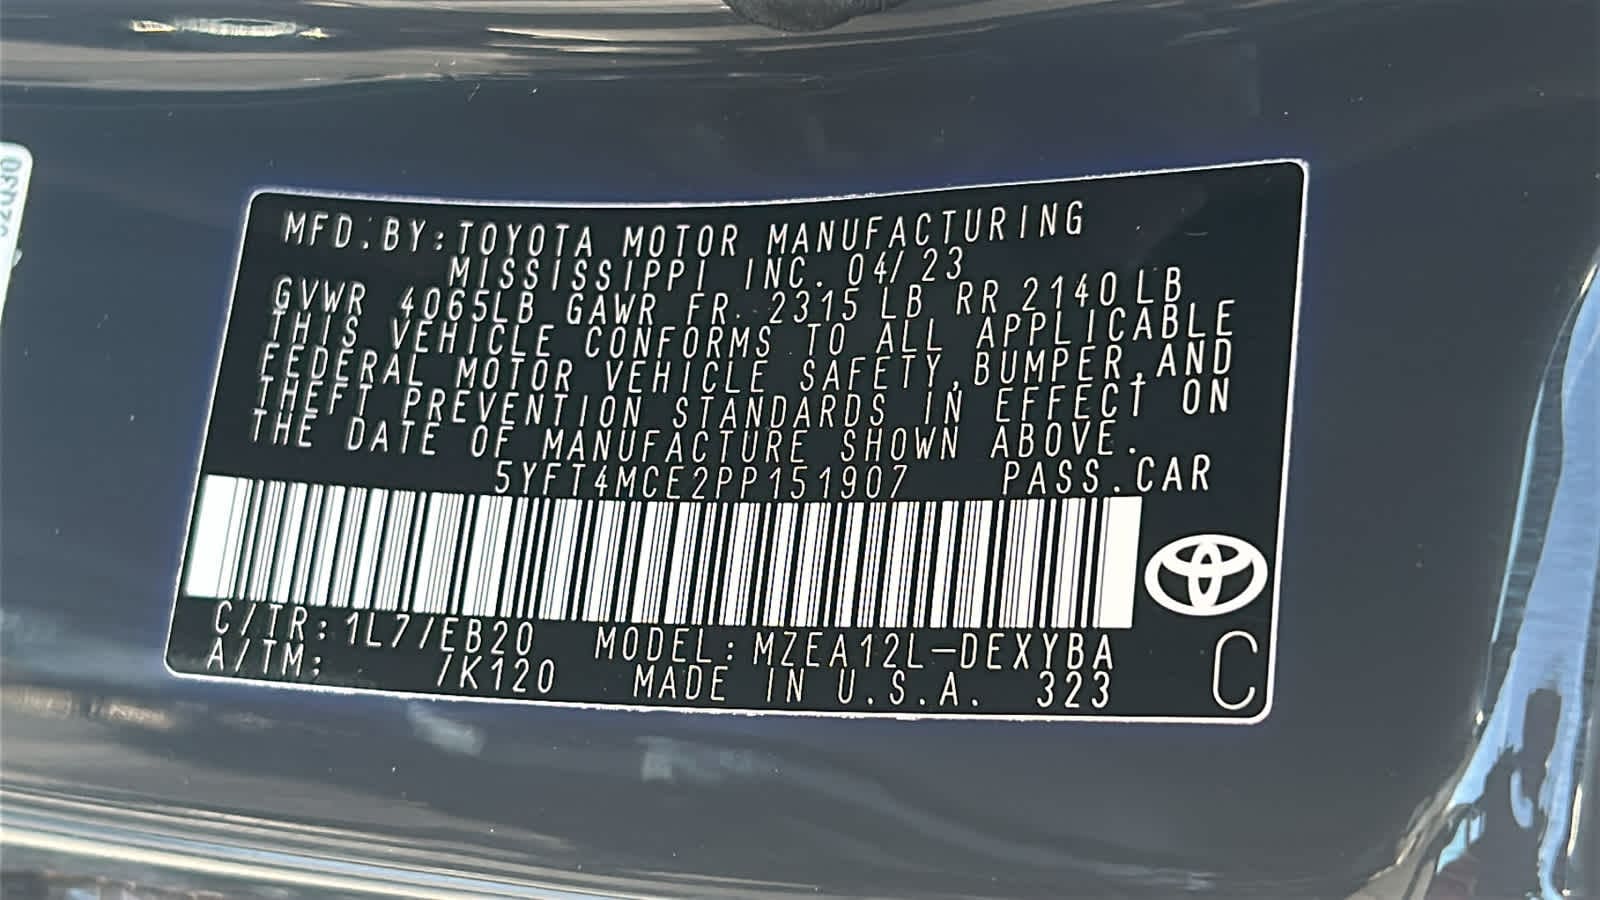 MFD.BY:TOYOTA MOTOR MANUFACTURING
MISSISSIPPI INC. 04/23
GVWR 4065LB GAWR FR. 2315 LB RR 2140 LB
THIS VEHICLE CONFORMS TO ALL APPLICABLE
FEDERAL MOTOR VEHICLE SAFETY,BUMPER,AND
THEFT PREVENTION STANDARDS IN EFFECT ON
THE DATE OF MANUFACTURE SHOWN ABOVE.
5YFT4MCE2PP151907 PASS.CAR
C/TR:1L7/EB20 MODEL:MZEA12L-DEXYBA
A/TM: /K120 MADE IN U.S.A. 323
C